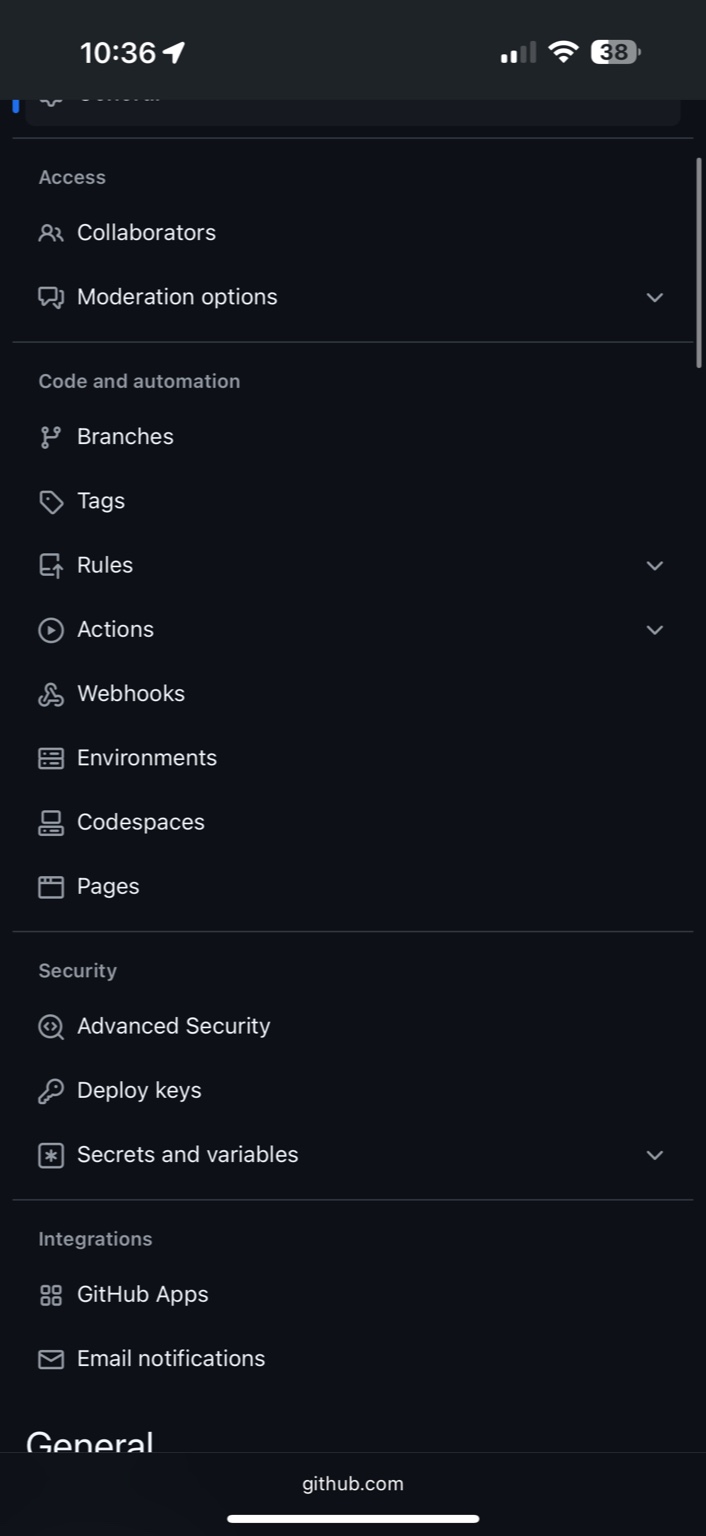 10:36
38
General
Access
Collaborators
Moderation options
Code and automation
Branches
Tags
Rules
Actions
Webhooks
Environments
Codespaces
Pages
Security
Advanced Security
Deploy keys
Secrets and variables
Integrations
GitHub Apps
Email notifications
General
github.com